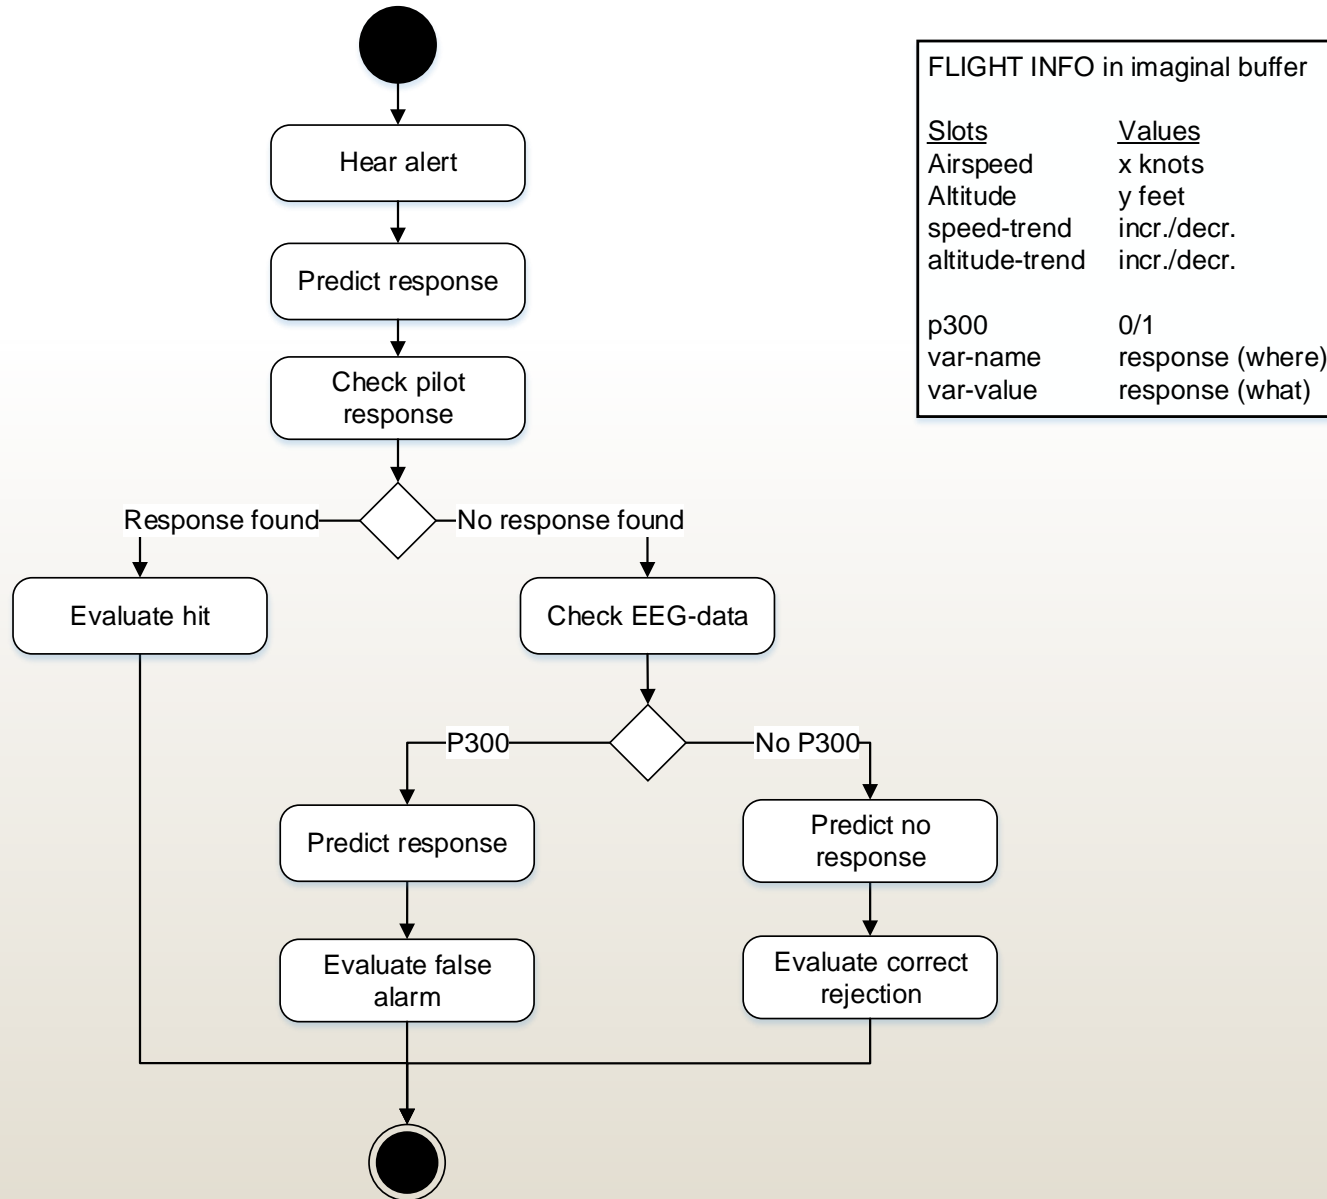 Hear alert
Predict response
Check pilot
response
Response found
No response found
Evaluate hit
Check EEG-data
P300
No P300
Predict response
Predict no
response
Evaluate false
alarm
Evaluate correct
rejection
FLIGHT INFO in imaginal buffer
Slots Values
Airspeed x knots
Altitude y feet
speed-trend incr./decr.
altitude-trend incr./decr.
p300 0/1
var-name response (where)
var-value response (what)